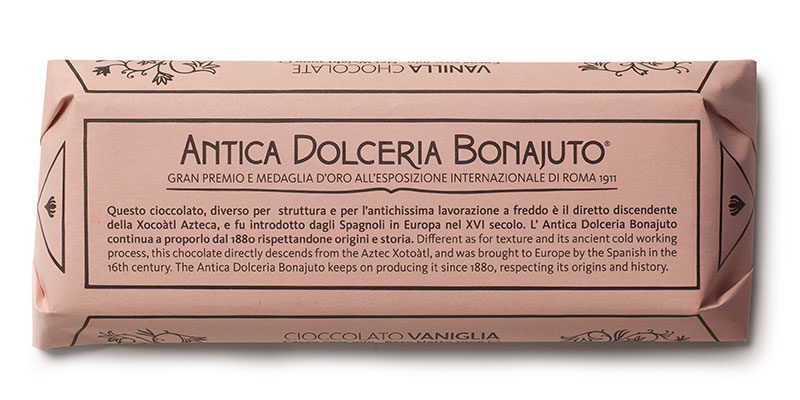 VANILLA CHOCOLATE
ANTICA DOLCERIA BONAJUTO®
GRAN PREMIO E MEDAGLIA D'ORO ALL'ESPOSIZIONE INTERNAZIONALE DI ROMA 1911
Questo cioccolato, diverso per struttura e per l'antichissima lavorazione a freddo è il diretto discendente
della Xocoàtl Azteca, e fu introdotto dagli Spagnoli in Europa nel XVI secolo. L' Antica Dolceria Bonajuto
continua a proporlo dal 1880 rispettandone origini e storia. Different as for texture and its ancient cold working
process, this chocolate directly descends from the Aztec Xotoàtl, and was brought to Europe by the Spanish in the
16th century. The Antica Dolceria Bonajuto keeps on producing it since 1880, respecting its origins and history.
CIOCCOLATO VANIGLIA